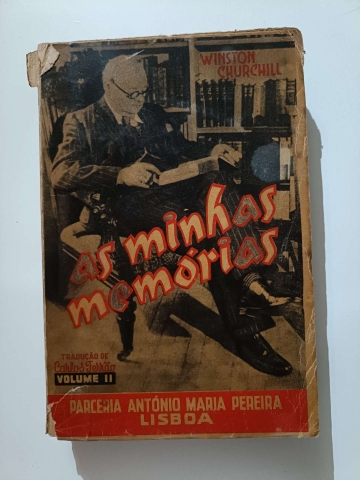 WINSTON
CHURCHILL
as minhas
memórias
TRADUÇÃO DE
VOLUME II
PARCERIA ANTÓNIO MARIA PEREIRA
LISBOA